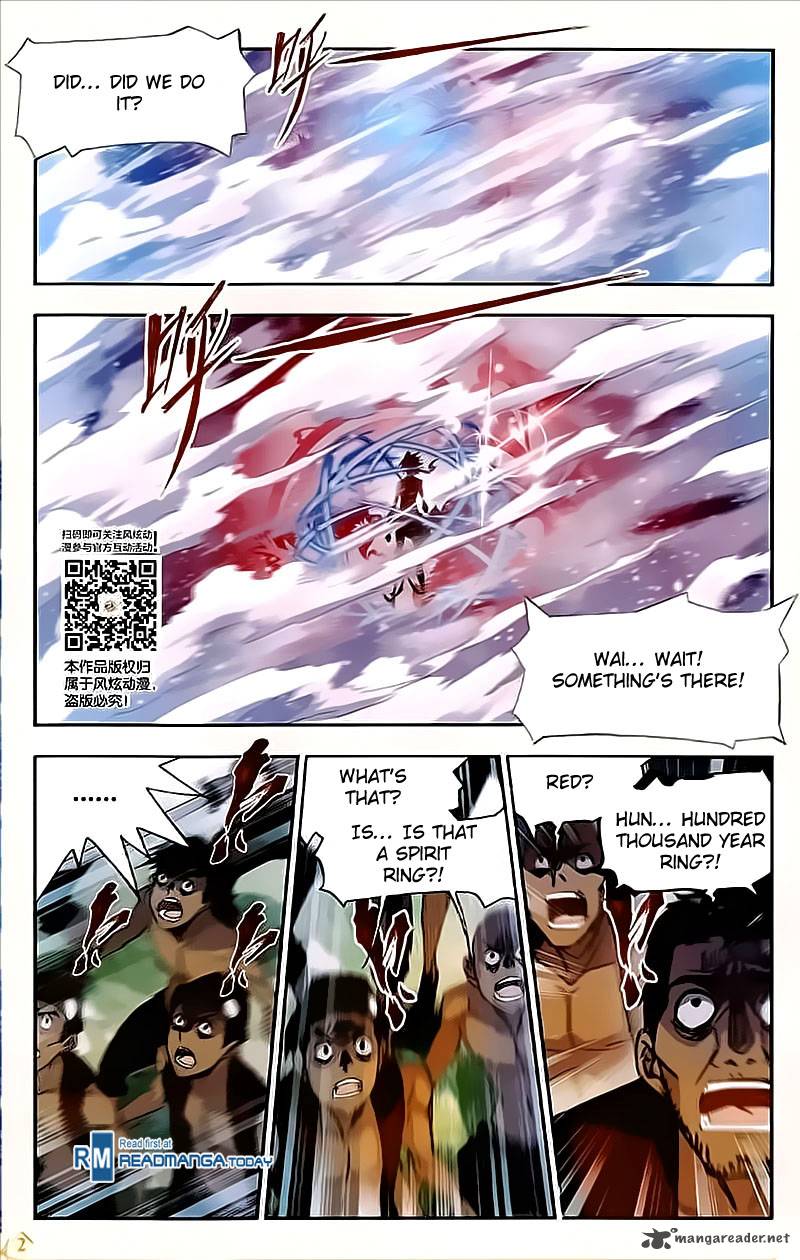 DID... DID WE DO
IT?
呼
呼
扫码即可关注风炫动
漫参与官方互动活动。
本作品版权归
属于风炫动漫，
盗版必究！
WAI... WAIT!
SOMETHING'S THERE!
......
WHAT'S
THAT?
IS... IS THAT
A SPIRIT
RING?!
RED?
HUN... HUNDRED
THOUSAND YEAR
RING?!
RM
Read first at
READMANGA.TODAY
2
mangareader.net